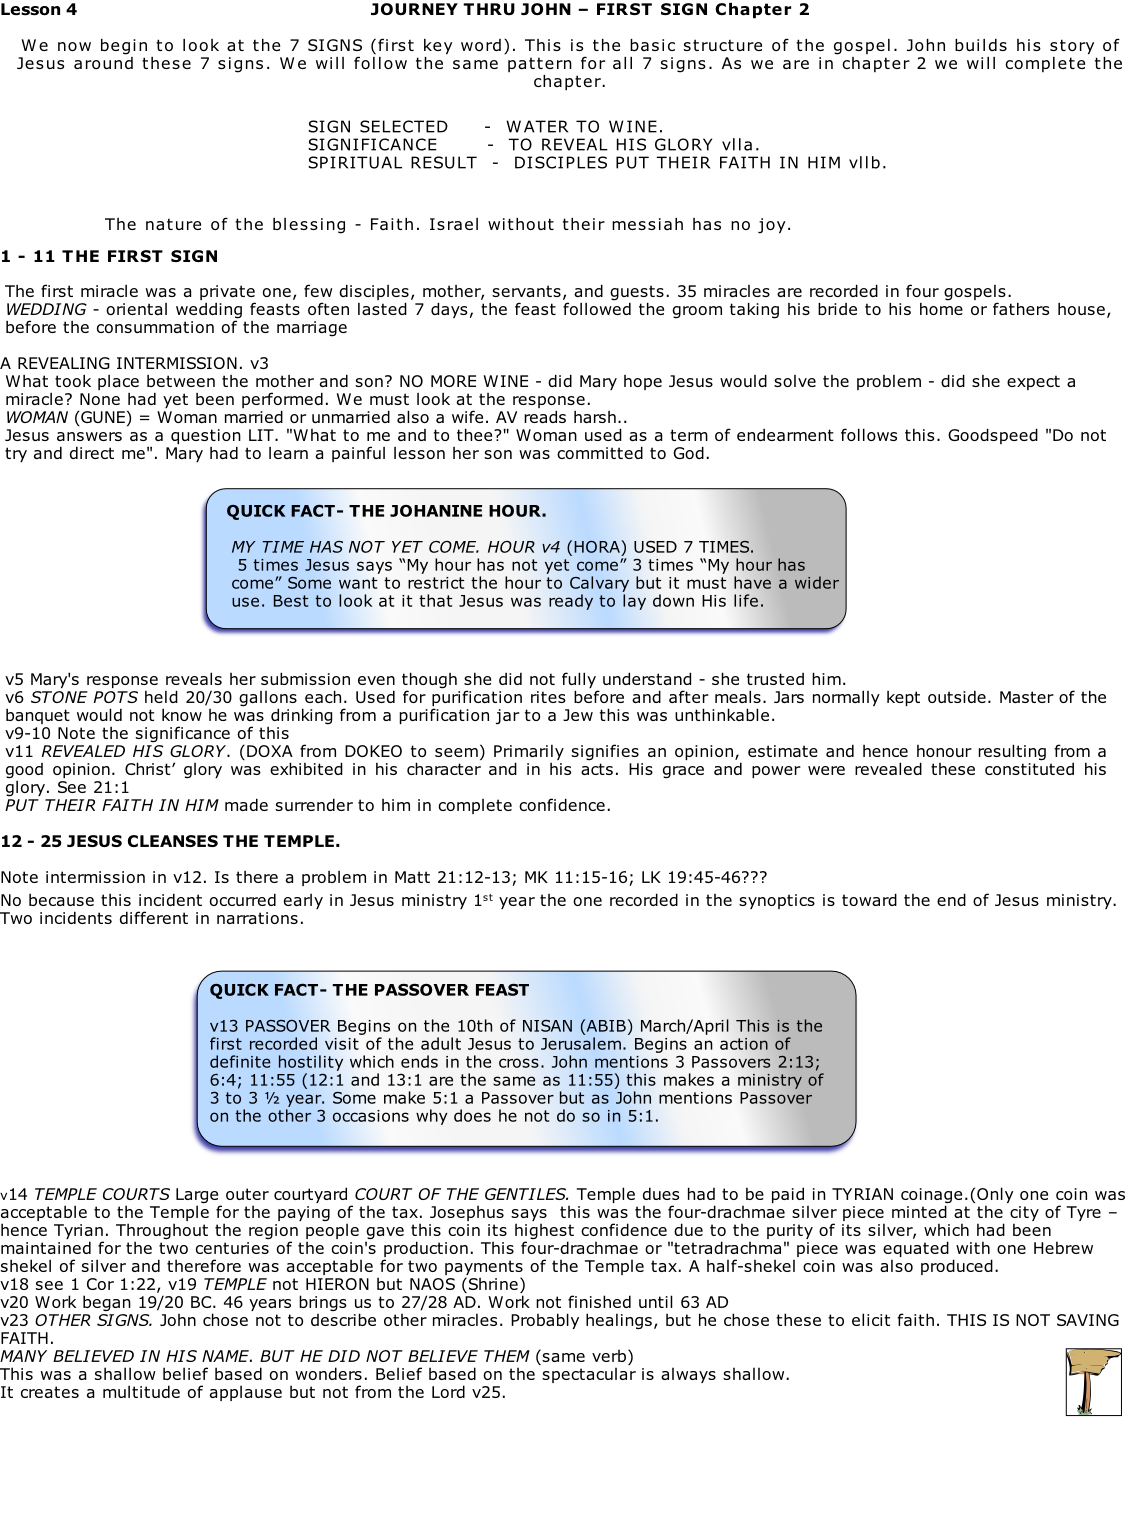 Lesson 4 JOURNEY THRU JOHN – FIRST SIGN Chapter 2
We now begin to look at the 7 SIGNS (first key word). This is the basic structure of the gospel. John builds his story of
Jesus around these 7 signs. We will follow the same pattern for all 7 signs. As we are in chapter 2 we will complete the
chapter.
SIGN SELECTED - WATER TO WINE.
SIGNIFICANCE - TO REVEAL HIS GLORY vlla.
SPIRITUAL RESULT - DISCIPLES PUT THEIR FAITH IN HIM vllb.
The nature of the blessing - Faith. Israel without their messiah has no joy.
1 - 11 THE FIRST SIGN
The first miracle was a private one, few disciples, mother, servants, and guests. 35 miracles are recorded in four gospels.
WEDDING - oriental wedding feasts often lasted 7 days, the feast followed the groom taking his bride to his home or fathers house,
before the consummation of the marriage
A REVEALING INTERMISSION. v3
What took place between the mother and son? NO MORE WINE - did Mary hope Jesus would solve the problem - did she expect a
miracle? None had yet been performed. We must look at the response.
WOMAN (GUNE) = Woman married or unmarried also a wife. AV reads harsh..
Jesus answers as a question LIT. "What to me and to thee?" Woman used as a term of endearment follows this. Goodspeed "Do not
try and direct me". Mary had to learn a painful lesson her son was committed to God.
QUICK FACT- THE JOHANINE HOUR.
MY TIME HAS NOT YET COME. HOUR v4 (HORA) USED 7 TIMES.
5 times Jesus says “My hour has not yet come” 3 times “My hour has
come” Some want to restrict the hour to Calvary but it must have a wider
use. Best to look at it that Jesus was ready to lay down His life.
v5 Mary's response reveals her submission even though she did not fully understand - she trusted him.
v6 STONE POTS held 20/30 gallons each. Used for purification rites before and after meals. Jars normally kept outside. Master of the
banquet would not know he was drinking from a purification jar to a Jew this was unthinkable.
v9-10 Note the significance of this
v11 REVEALED HIS GLORY. (DOXA from DOKEO to seem) Primarily signifies an opinion, estimate and hence honour resulting from a
good opinion. Christ’ glory was exhibited in his character and in his acts. His grace and power were revealed these constituted his
glory. See 21:1
PUT THEIR FAITH IN HIM made surrender to him in complete confidence.
12 - 25 JESUS CLEANSES THE TEMPLE.
Note intermission in v12. Is there a problem in Matt 21:12-13; MK 11:15-16; LK 19:45-46???
No because this incident occurred early in Jesus ministry 1st year the one recorded in the synoptics is toward the end of Jesus ministry.
Two incidents different in narrations.
QUICK FACT- THE PASSOVER FEAST
v13 PASSOVER Begins on the 10th of NISAN (ABIB) March/April This is the
first recorded visit of the adult Jesus to Jerusalem. Begins an action of
definite hostility which ends in the cross. John mentions 3 Passovers 2:13;
6:4; 11:55 (12:1 and 13:1 are the same as 11:55) this makes a ministry of
3 to 3 ½ year. Some make 5:1 a Passover but as John mentions Passover
on the other 3 occasions why does he not do so in 5:1.
v14 TEMPLE COURTS Large outer courtyard COURT OF THE GENTILES. Temple dues had to be paid in TYRIAN coinage.(Only one coin was
acceptable to the Temple for the paying of the tax. Josephus says this was the four-drachmae silver piece minted at the city of Tyre –
hence Tyrian. Throughout the region people gave this coin its highest confidence due to the purity of its silver, which had been
maintained for the two centuries of the coin's production. This four-drachmae or "tetradrachma" piece was equated with one Hebrew
shekel of silver and therefore was acceptable for two payments of the Temple tax. A half-shekel coin was also produced.
v18 see 1 Cor 1:22, v19 TEMPLE not HIERON but NAOS (Shrine)
v20 Work began 19/20 BC. 46 years brings us to 27/28 AD. Work not finished until 63 AD
v23 OTHER SIGNS. John chose not to describe other miracles. Probably healings, but he chose these to elicit faith. THIS IS NOT SAVING
FAITH.
MANY BELIEVED IN HIS NAME. BUT HE DID NOT BELIEVE THEM (same verb)
This was a shallow belief based on wonders. Belief based on the spectacular is always shallow.
It creates a multitude of applause but not from the Lord v25.